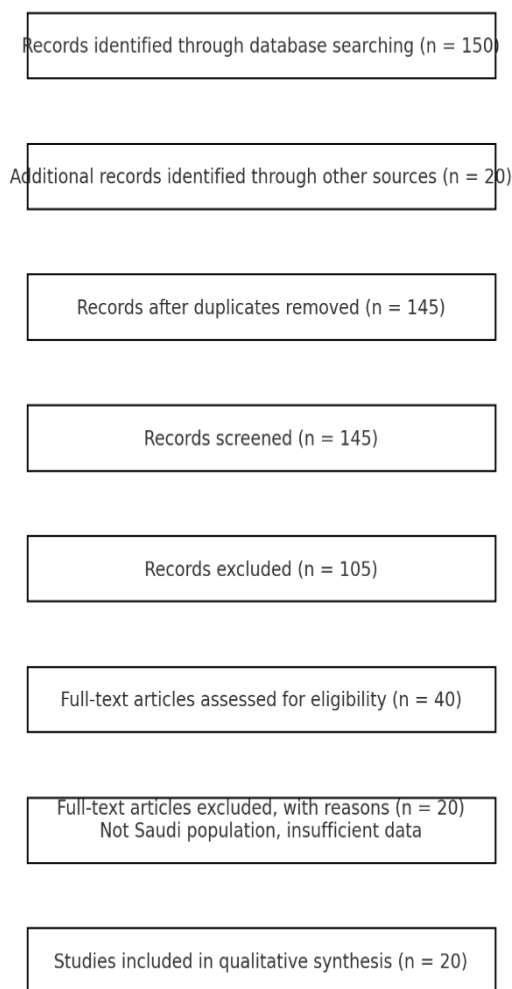 Records identified through database searching (n = 150)
Additional records identified through other sources (n = 20)
Records after duplicates removed (n = 145)
Records screened (n = 145)
Records excluded (n = 105)
Full-text articles assessed for eligibility (n = 40)
Full-text articles excluded, with reasons (n = 20)
Not Saudi population, insufficient data
Studies included in qualitative synthesis (n = 20)